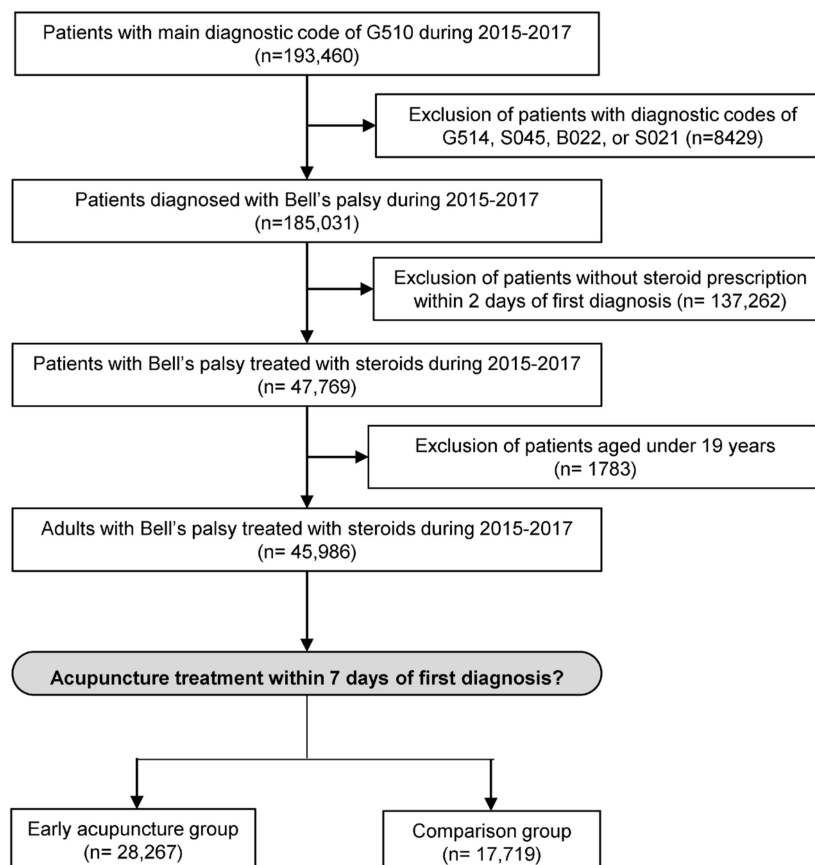 Patients with main diagnostic code of G510 during 2015-2017
(n=193,460)
Exclusion of patients with diagnostic codes of
G514, S045, B022, or S021 (n=8429)
Patients diagnosed with Bell's palsy during 2015-2017
(n=185,031)
Exclusion of patients without steroid prescription
within 2 days of first diagnosis (n= 137,262)
Patients with Bell's palsy treated with steroids during 2015-2017
(n= 47,769)
Exclusion of patients aged under 19 years
(n= 1783)
Adults with Bell's palsy treated with steroids during 2015-2017
(n= 45,986)
Acupuncture treatment within 7 days of first diagnosis?
Early acupuncture group
(n= 28,267)
Comparison group
(n= 17,719)